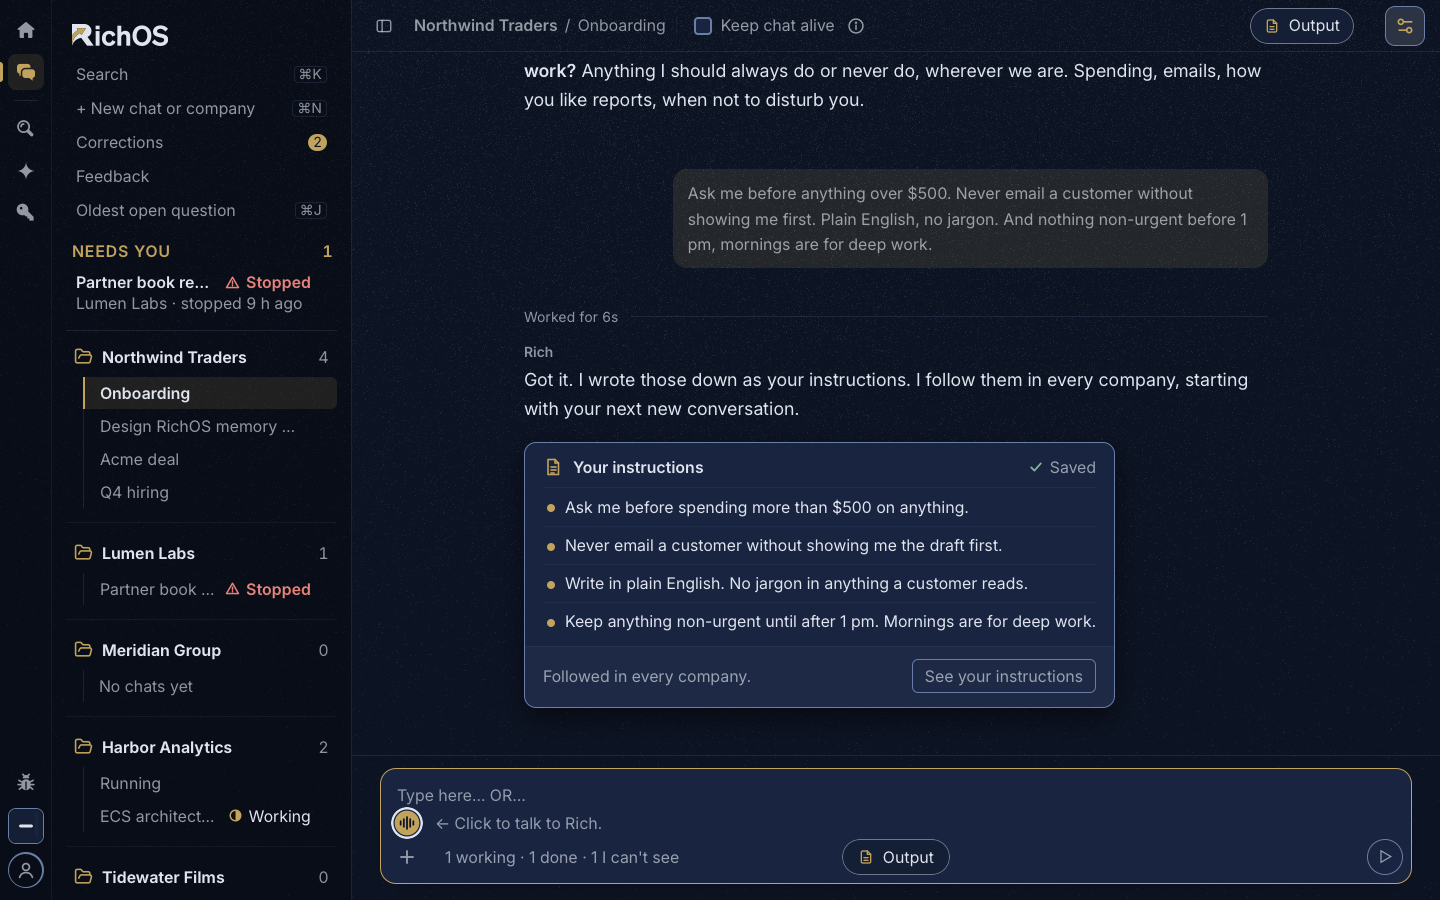 RichOS
Search ⌘K
+ New chat or company ⌘N
Corrections 2
Feedback
Oldest open question ⌘J
NEEDS YOU 1
Partner book re... Stopped
Lumen Labs · stopped 9 h ago
Northwind Traders 4
Onboarding
Design RichOS memory ...
Acme deal
Q4 hiring
Lumen Labs 1
Partner book ... Stopped
Meridian Group 0
No chats yet
Harbor Analytics 2
Running
ECS architect... Working
Tidewater Films 0
Northwind Traders / Onboarding Keep chat alive Output
work? Anything I should always do or never do, wherever we are. Spending, emails, how
you like reports, when not to disturb you.
Ask me before anything over $500. Never email a customer without
showing me first. Plain English, no jargon. And nothing non-urgent before 1
pm, mornings are for deep work.
Worked for 6s
Rich
Got it. I wrote those down as your instructions. I follow them in every company, starting
with your next new conversation.
Your instructions Saved
Ask me before spending more than $500 on anything.
Never email a customer without showing me the draft first.
Write in plain English. No jargon in anything a customer reads.
Keep anything non-urgent until after 1 pm. Mornings are for deep work.
Followed in every company. See your instructions
Type here... OR...
← Click to talk to Rich.
1 working · 1 done · 1 I can't see Output